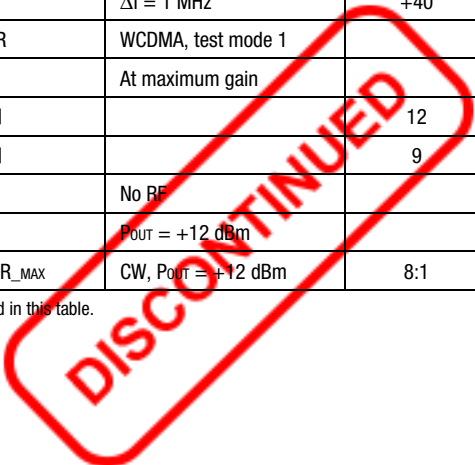 Δf = 1 MHz +40
R WCDMA, test mode 1
At maximum gain
12
9
No RF
POUT = +12 dBm
R_MAX CW, POUT = +12 dBm 8:1
d in this table.
DISCONTINUED